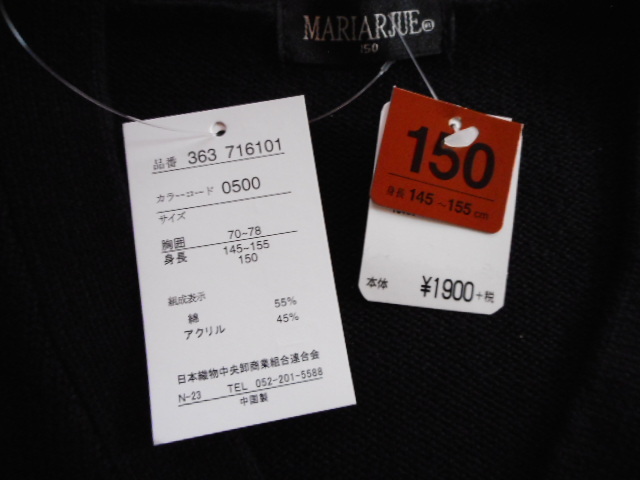 MARIARJUE
150
品番 363 716101
カラーコード 0500
サイズ
胸囲 70-78
身長 145-155
150
組成表示
綿 55%
アクリル 45%
日本織物中央卸商業組合連合会
N-23 TEL 052-201-5588
中国製
150
身長 145~155cm
本体 ¥1900+税